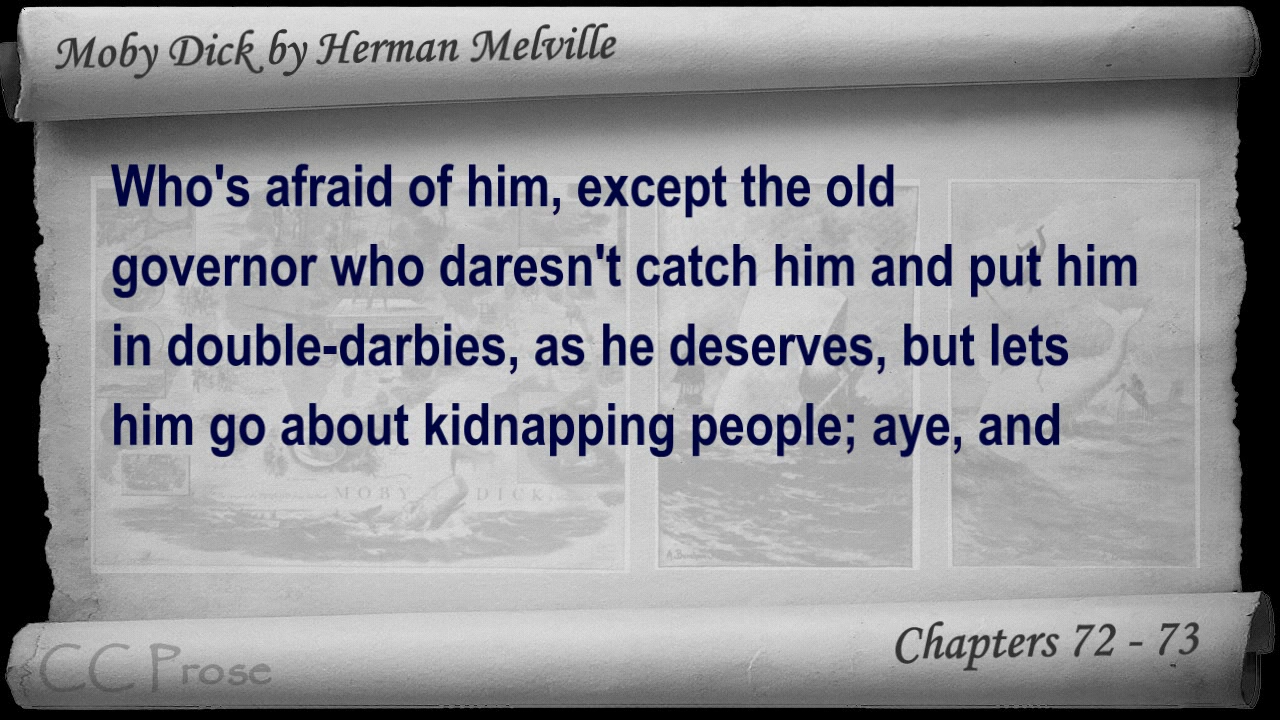 Moby Dick by Herman Melville
Who's afraid of him, except the old
governor who daresn't catch him and put him
in double-darbies, as he deserves, but lets
him go about kidnapping people; aye, and
MOBY DICK
Chapters 72 - 73
CC Prose